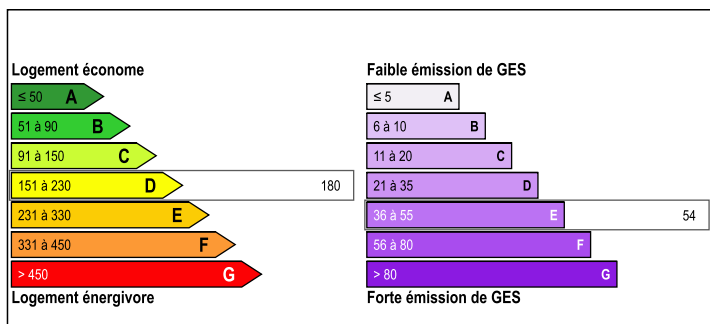 Logement économe
≤ 50 A
51 à 90 B
91 à 150 C
151 à 230 D 180
231 à 330 E
331 à 450 F
> 450 G
Logement énergivore
Faible émission de GES
≤ 5 A
6 à 10 B
11 à 20 C
21 à 35 D
36 à 55 E 54
56 à 80 F
> 80 G
Forte émission de GES